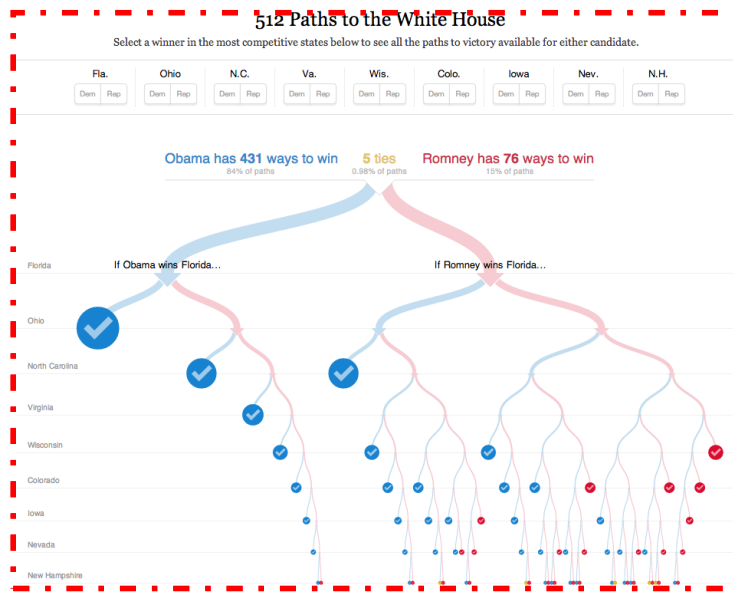 512 Paths to the White House
Select a winner in the most competitive states below to see all the paths to victory available for either candidate.
Fla. Ohio N.C. Va. Wis. Colo. Iowa Nev. N.H.
Dem Rep Dem Rep Dem Rep Dem Rep Dem Rep Dem Rep Dem Rep Dem Rep Dem Rep
Obama has 431 ways to win 5 ties Romney has 76 ways to win
84% of paths 0.98% of paths 15% of paths
If Obama wins Florida... If Romney wins Florida...
Florida
Ohio
North Carolina
Virginia
Wisconsin
Colorado
Iowa
Nevada
New Hampshire